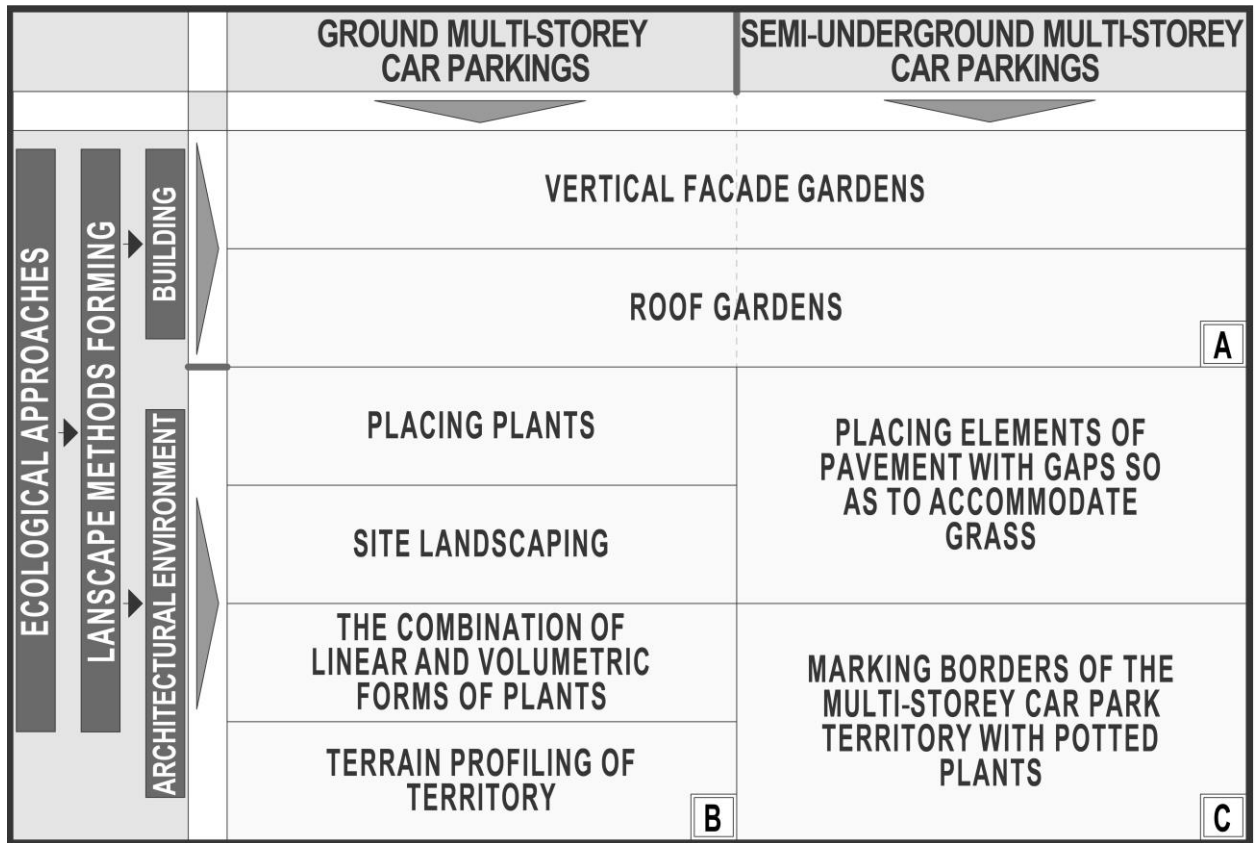 GROUND MULTI-STOREY
CAR PARKINGS
SEMI-UNDERGROUND MULTI-STOREY
CAR PARKINGS
ECOLOGICAL APPROACHES
LANSCAPE METHODS FORMING
BUILDING
VERTICAL FACADE GARDENS
ROOF GARDENS
A
ARCHITECTURAL ENVIRONMENT
PLACING PLANTS
SITE LANDSCAPING
THE COMBINATION OF
LINEAR AND VOLUMETRIC
FORMS OF PLANTS
TERRAIN PROFILING OF
TERRITORY
B
PLACING ELEMENTS OF
PAVEMENT WITH GAPS SO
AS TO ACCOMMODATE
GRASS
MARKING BORDERS OF THE
MULTI-STOREY CAR PARK
TERRITORY WITH POTTED
PLANTS
C